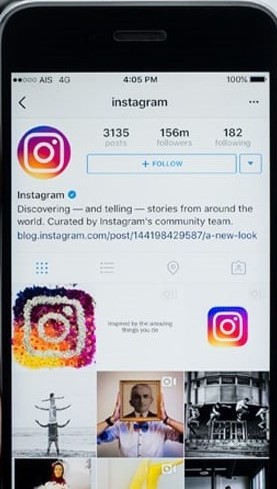 AIS 4G 4:05 PM 100%
instagram
3135 156m 182
posts followers following
+ FOLLOW
Instagram
Discovering — and telling — stories from around the
world. Curated by Instagram's community team.
blog.instagram.com/post/144198429587/a-new-look
Inspired by the amazing
things you do